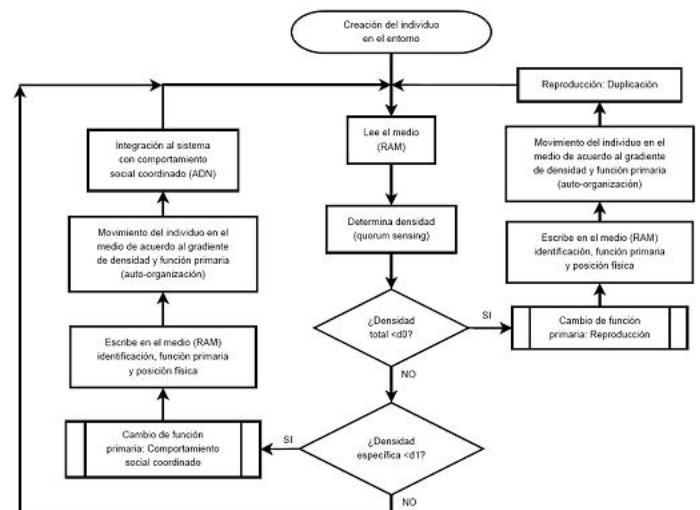 Creación del individuo
en el entorno
Lee el medio
(RAM)
Determina densidad
(quorum sensing)
¿Densidad
total <d0?
SI
NO
Cambio de función
primaria: Reproducción
Escribe en el medio (RAM)
identificación, función primaria
y posición física
Movimiento del individuo en el
medio de acuerdo al gradiente
de densidad y función primaria
(auto-organización)
Reproducción: Duplicación
¿Densidad
específica <d1?
SI
NO
Cambio de función
primaria: Comportamiento
social coordinado
Escribe en el medio (RAM)
identificación, función primaria
y posición física
Movimiento del individuo en el
medio de acuerdo al gradiente
de densidad y función primaria
(auto-organización)
Integración al sistema
con comportamiento
social coordinado (ADN)